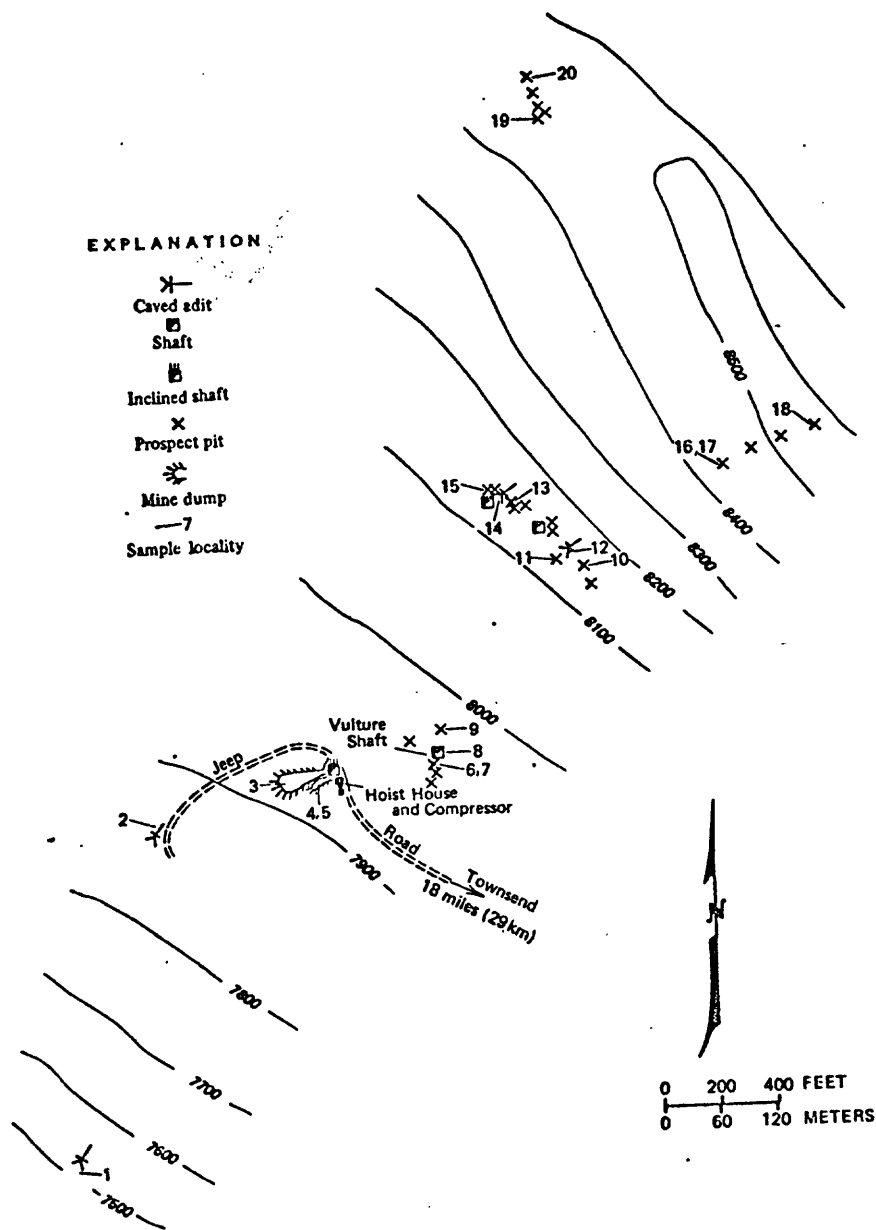 20
19
EXPLANATION
Caved adit
Shaft
Inclined shaft
Prospect pit
Mine dump
7
Sample locality
8500
18
16,17
8400
15
13
14
12
11
10
8300
8200
8100
8000
Vulture
Shaft
9
8
6,7
Jeep
3
4,5
Hoist House
and Compressor
2
Road
7900
Townsend
18 miles (29km)
7800
7700
7600
1
7500
N
0 200 400 FEET
0 60 120 METERS